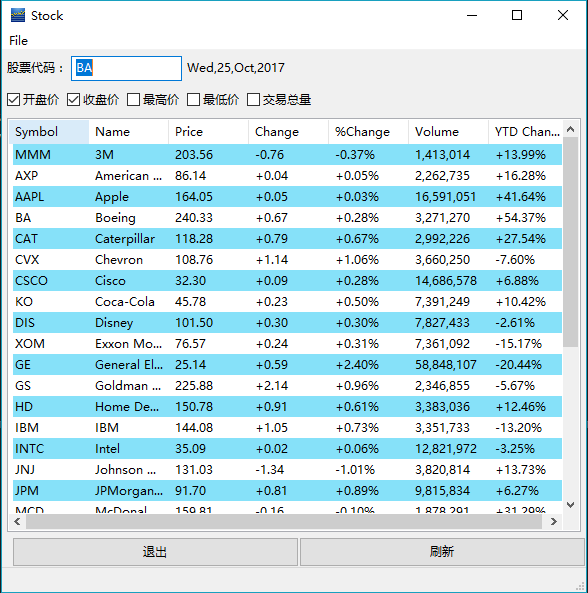 Stock
File
股票代码： BA Wed,25,Oct,2017
开盘价 收盘价 最高价 最低价 交易总量
Symbol Name Price Change %Change Volume YTD Chan...
MMM 3M 203.56 -0.76 -0.37% 1,413,014 +13.99%
AXP American ... 86.14 +0.04 +0.05% 2,262,735 +16.28%
AAPL Apple 164.05 +0.05 +0.03% 16,591,051 +41.64%
BA Boeing 240.33 +0.67 +0.28% 3,271,270 +54.37%
CAT Caterpillar 118.28 +0.79 +0.67% 2,992,226 +27.54%
CVX Chevron 108.76 +1.14 +1.06% 3,660,250 -7.60%
CSCO Cisco 32.30 +0.09 +0.28% 14,686,578 +6.88%
KO Coca-Cola 45.78 +0.23 +0.50% 7,391,249 +10.42%
DIS Disney 101.50 +0.30 +0.30% 7,827,433 -2.61%
XOM Exxon Mo... 76.57 +0.24 +0.31% 7,361,092 -15.17%
GE General El... 25.14 +0.59 +2.40% 58,848,107 -20.44%
GS Goldman ... 225.88 +2.14 +0.96% 2,346,855 -5.67%
HD Home De... 150.78 +0.91 +0.61% 3,383,036 +12.46%
IBM IBM 144.08 +1.05 +0.73% 3,351,733 -13.20%
INTC Intel 35.09 +0.02 +0.06% 12,821,972 -3.25%
JNJ Johnson ... 131.03 -1.34 -1.01% 3,820,814 +13.73%
JPM JPMorgan... 91.70 +0.81 +0.89% 9,815,834 +6.27%
MCD McDonal... 159.81 -0.16 -0.10% 1,878,291 +31.29%
退出 刷新